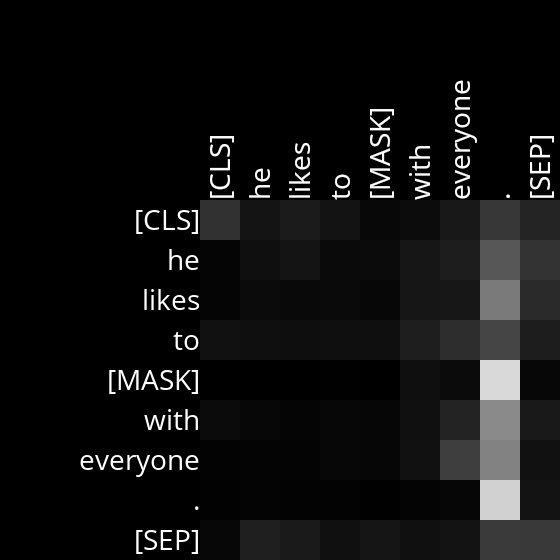 [CLS] he likes to [MASK] with everyone . [SEP]
[CLS]
he
likes
to
[MASK]
with
everyone
.
[SEP]